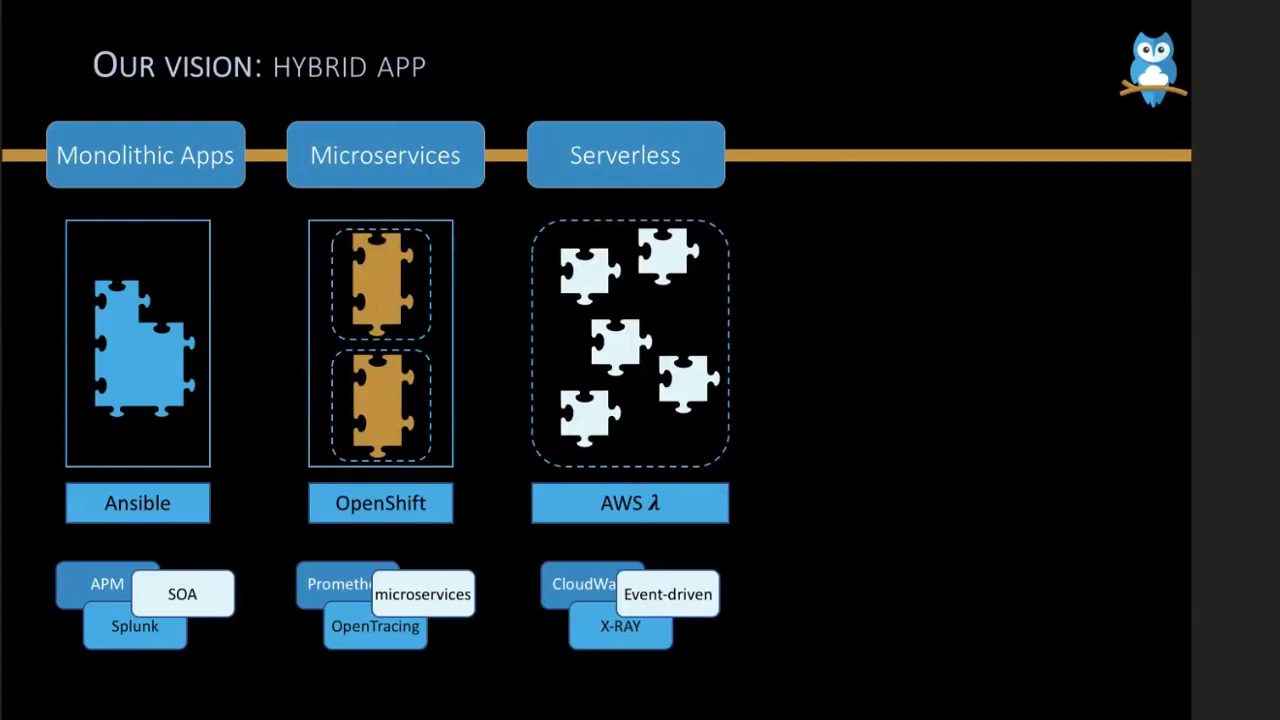 OUR VISION: HYBRID APP
Monolithic Apps
Microservices
Serverless
Ansible
OpenShift
AWS λ
APM
SOA
Splunk
microservices
OpenTracing
Event-driven
X-RAY